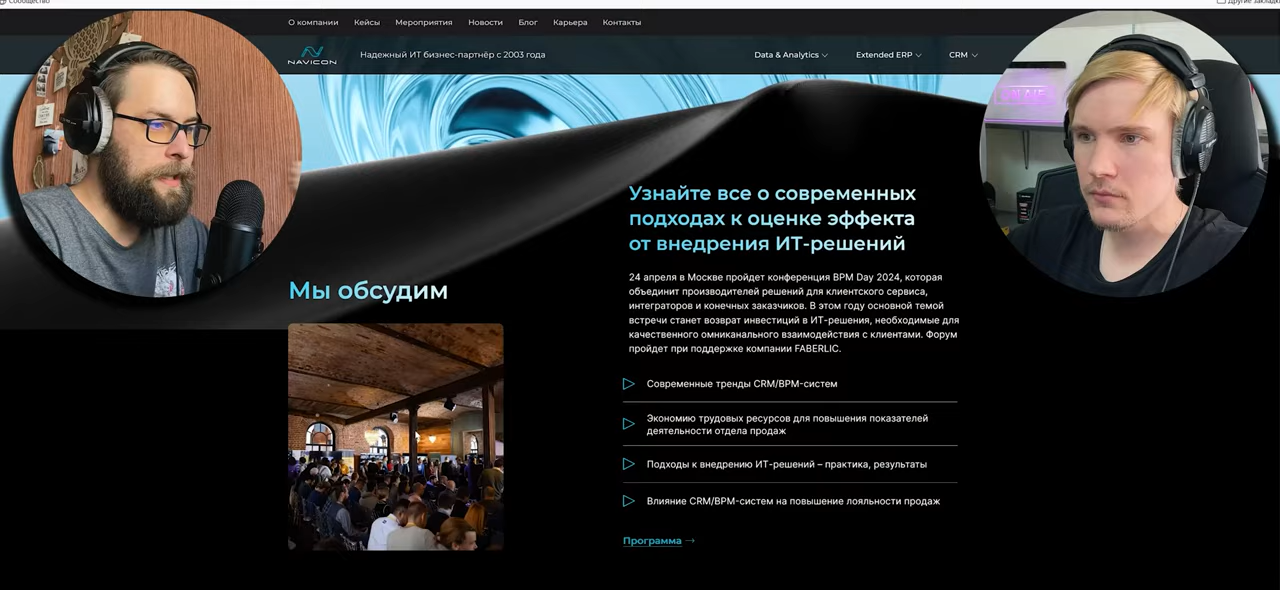 Сообщество
Другие закладки
О компании
Кейсы
Мероприятия
Новости
Блог
Карьера
Контакты
NAVICON
Надежный ИТ бизнес-партнёр с 2003 года
Data & Analytics
Extended ERP
CRM
Узнайте все о современных
подходах к оценке эффекта
от внедрения ИТ-решений
Мы обсудим
24 апреля в Москве пройдет конференция BPM Day 2024, которая
объединит производителей решений для клиентского сервиса,
интеграторов и конечных заказчиков. В этом году основной темой
встречи станет возврат инвестиций в ИТ-решения, необходимые для
качественного омниканального взаимодействия с клиентами. Форум
пройдет при поддержке компании FABERLIC.
Современные тренды CRM/BPM-систем
Экономию трудовых ресурсов для повышения показателей
деятельности отдела продаж
Подходы к внедрению ИТ-решений – практика, результаты
Влияние CRM/BPM-систем на повышение лояльности продаж
Программа →